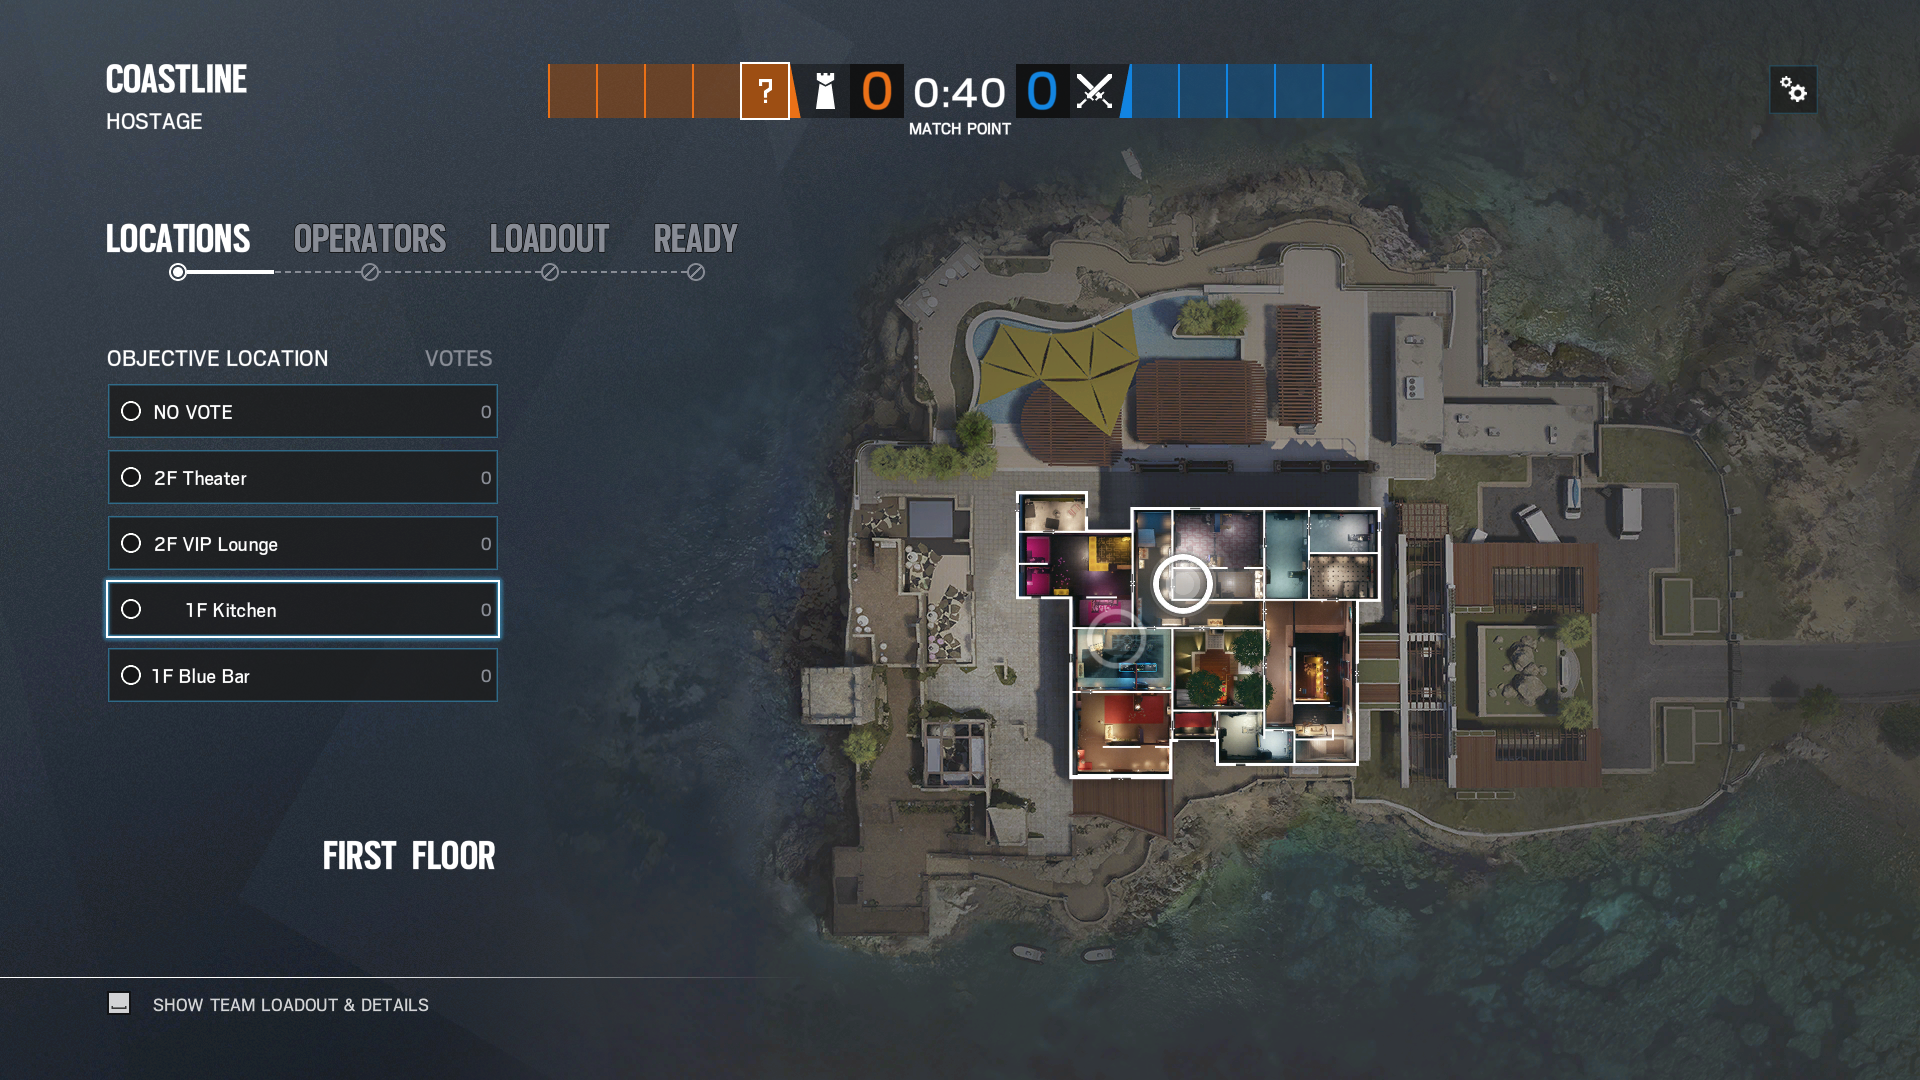 COASTLINE
HOSTAGE
?
0
0:40
0
MATCH POINT
LOCATIONS
OPERATORS
LOADOUT
READY
OBJECTIVE LOCATION
VOTES
NO VOTE
0
2F Theater
0
2F VIP Lounge
0
1F Kitchen
0
1F Blue Bar
0
FIRST FLOOR
SHOW TEAM LOADOUT & DETAILS